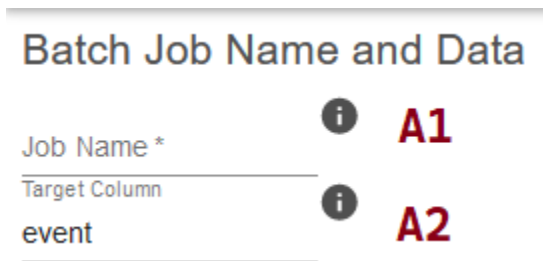 Batch Job Name and Data
Job Name * A1
Target Column
event A2